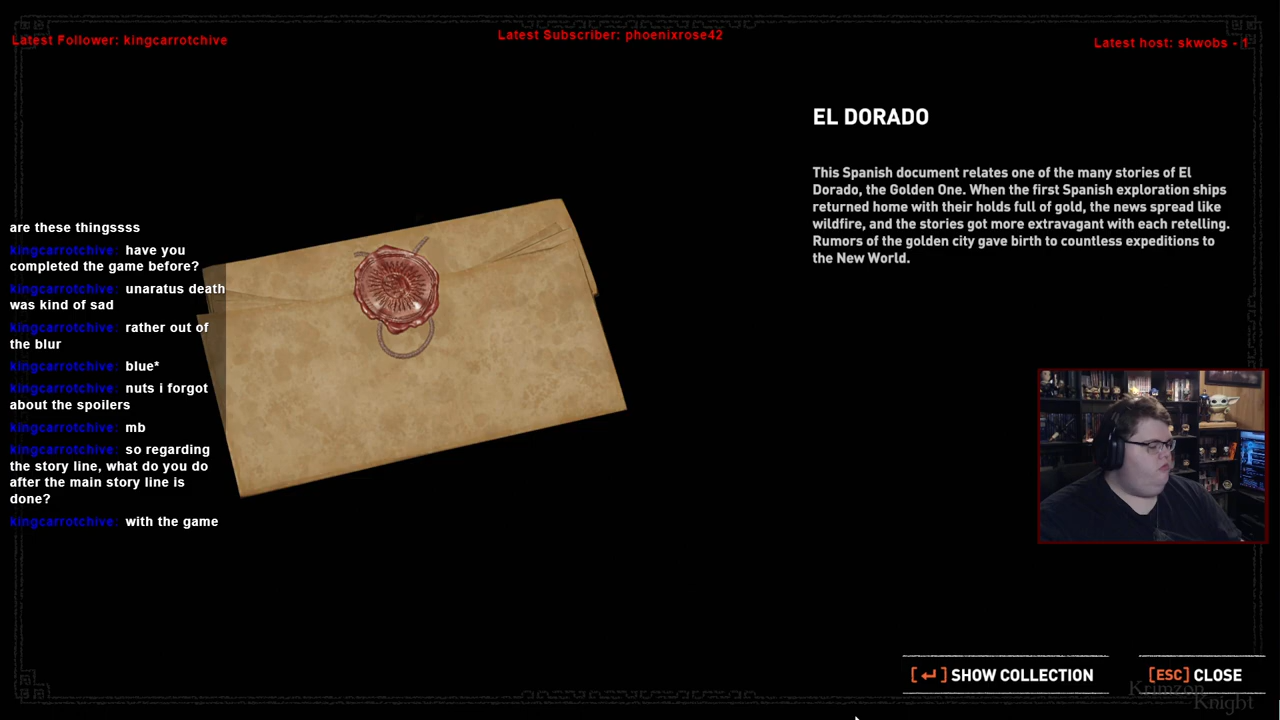 Latest Follower: kingcarrotchive
Latest Subscriber: phoenixrose42
Latest host: skwobs - 1
EL DORADO
This Spanish document relates one of the many stories of El
Dorado, the Golden One. When the first Spanish exploration ships
returned home with their holds full of gold, the news spread like
wildfire, and the stories got more extravagant with each retelling.
Rumors of the golden city gave birth to countless expeditions to
the New World.
are these thingssss
kingcarrotchive: have you
completed the game before?
kingcarrotchive: unaratus death
was kind of sad
kingcarrotchive: rather out of
the blur
kingcarrotchive: blue*
kingcarrotchive: nuts i forgot
about the spoilers
kingcarrotchive: mb
kingcarrotchive: so regarding
the story line, what do you do
after the main story line is
done?
kingcarrotchive: with the game
[↵] SHOW COLLECTION
[ESC] CLOSE
Krimzon
Knight